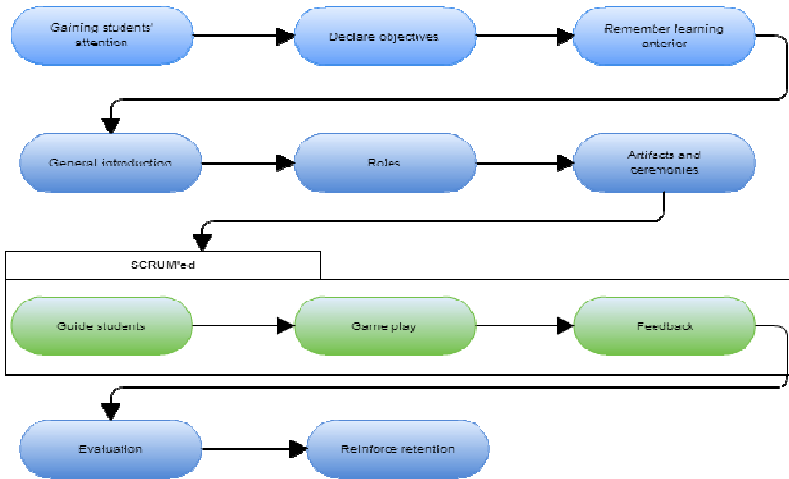 Gaining students'
attention
Declare objectives
Remember learning
anterior
General introduction
Roles
Artifacts and
ceremonies
SCRUM'ed
Guide students
Game play
Feedback
Evaluation
Reinforce retention